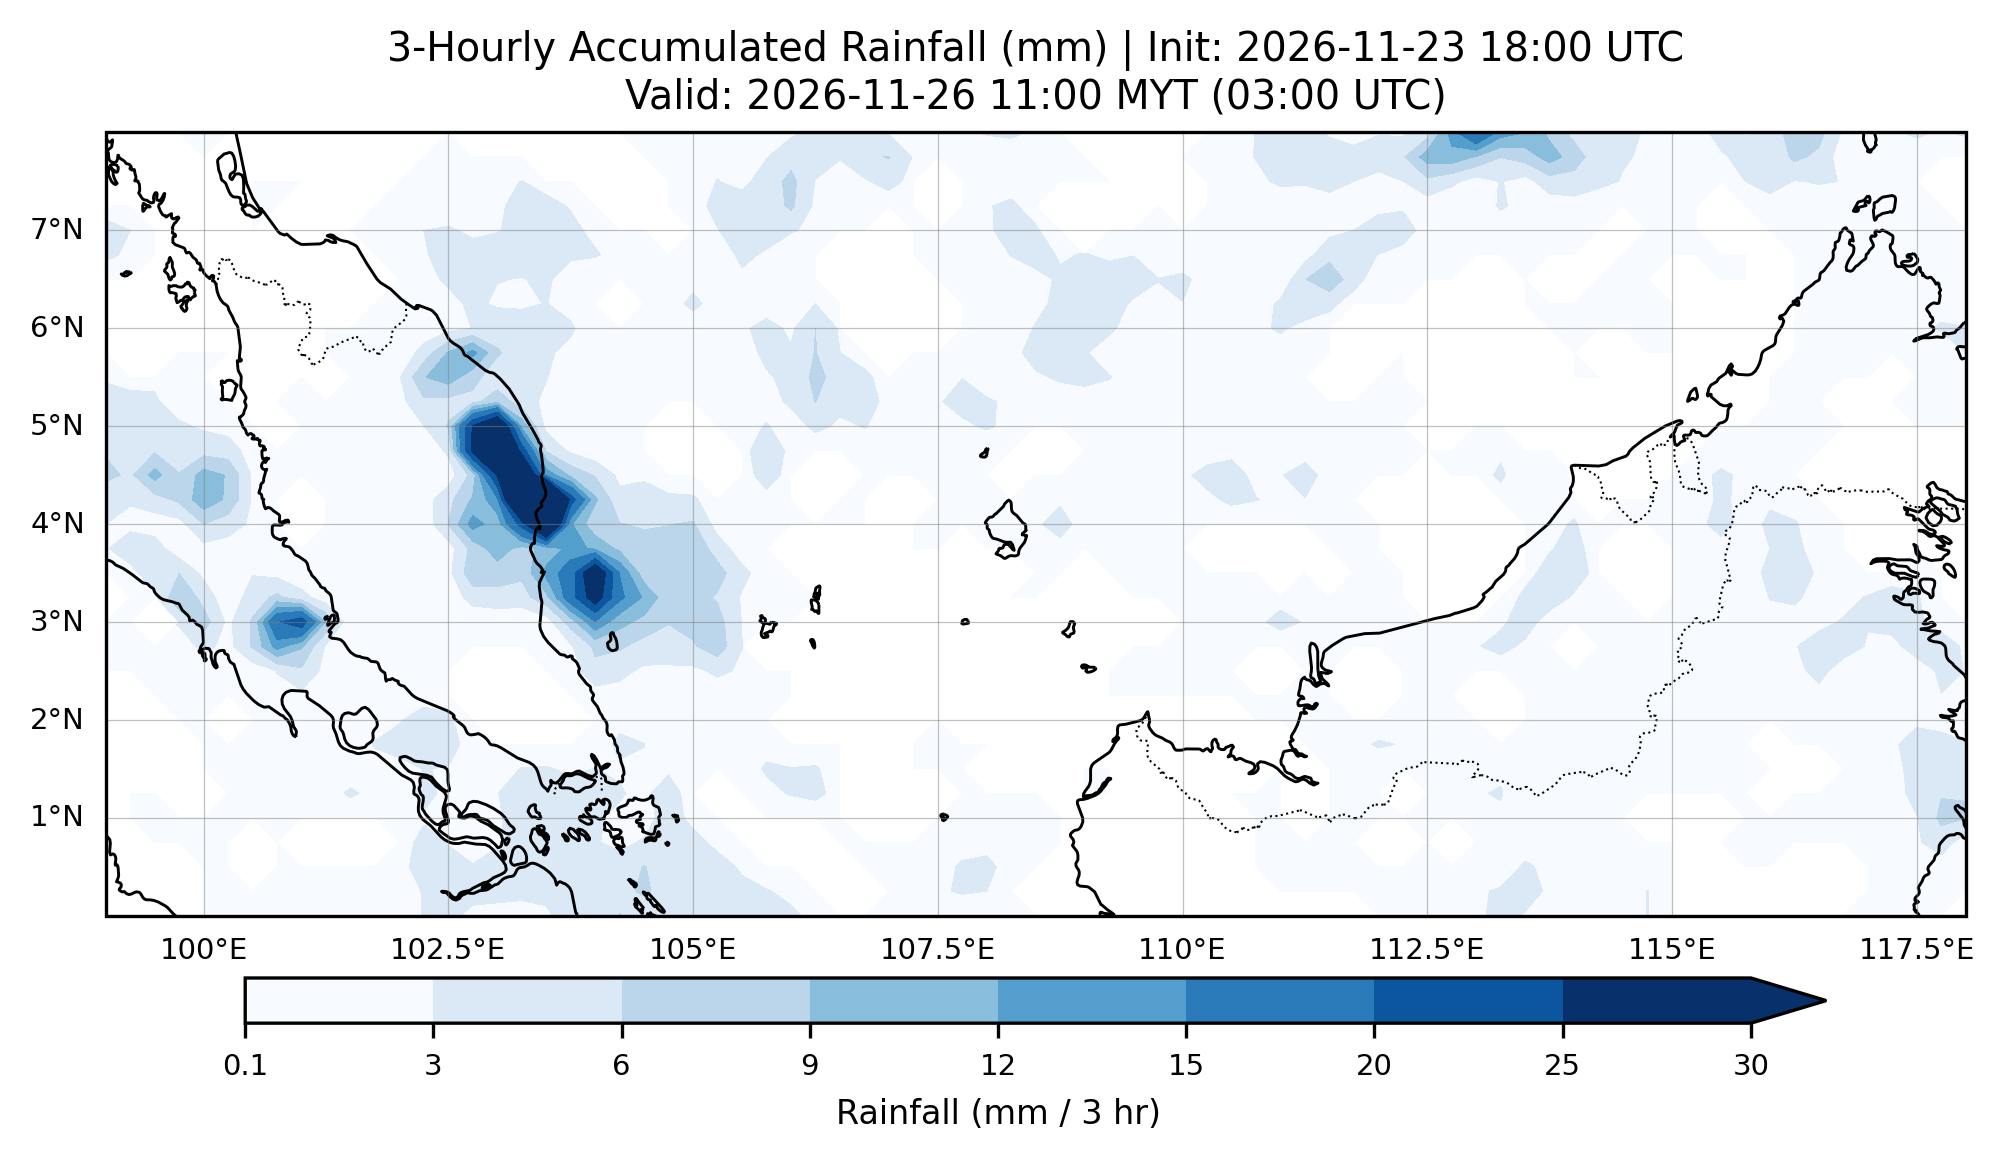 3-Hourly Accumulated Rainfall (mm) | Init: 2026-11-23 18:00 UTC
Valid: 2026-11-26 11:00 MYT (03:00 UTC)
7°N
6°N
5°N
4°N
3°N
2°N
1°N
100°E 102.5°E 105°E 107.5°E 110°E 112.5°E 115°E 117.5°E
0.1 3 6 9 12 15 20 25 30
Rainfall (mm / 3 hr)